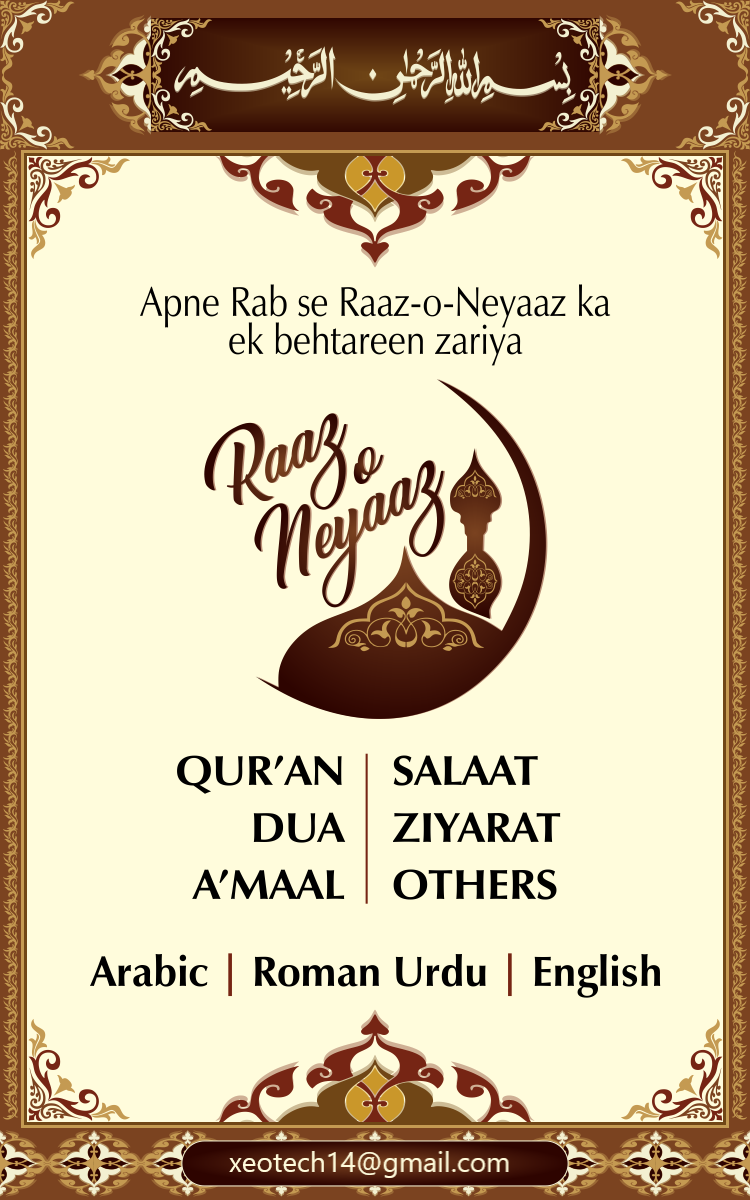 بِسْمِ اللهِ الرَّحْمٰنِ الرَّحِيْمِ
Apne Rab se Raaz-o-Neyaaz ka
ek behtareen zariya
Raaz
o
Neyaaz
QUR’AN | SALAAT
DUA | ZIYARAT
A’MAAL | OTHERS
Arabic | Roman Urdu | English
xeotech14@gmail.com